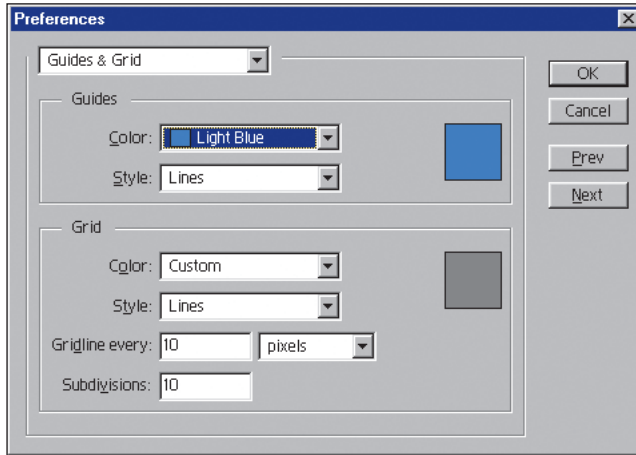 Preferences
Guides & Grid
OK
Cancel
Prev
Next
Guides
Color: Light Blue
Style: Lines
Grid
Color: Custom
Style: Lines
Gridline every: 10 pixels
Subdivisions: 10